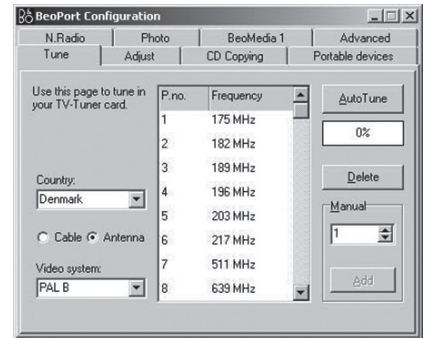 BeoPort Configuration
N.Radio Photo BeoMedia 1 Advanced
Tune Adjust CD Copying Portable devices
Use this page to tune in
your TV-Tuner card.
P.no. Frequency
1 175 MHz
2 182 MHz
3 189 MHz
4 196 MHz
5 203 MHz
6 217 MHz
7 511 MHz
8 639 MHz
Country:
Denmark
Cable Antenna
Video system:
PAL B
AutoTune
0%
Delete
Manual
1
Add